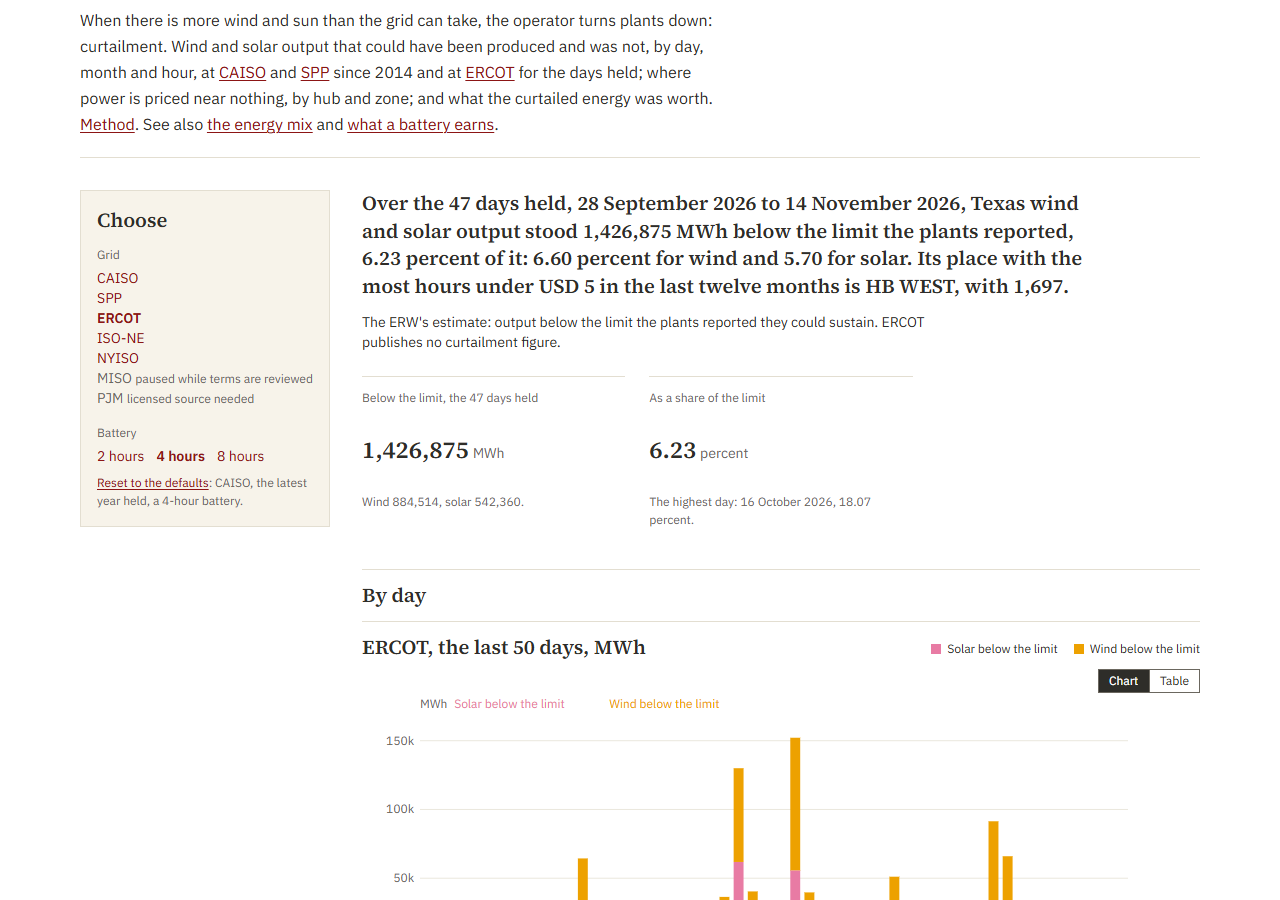 When there is more wind and sun than the grid can take, the operator turns plants down:
curtailment. Wind and solar output that could have been produced and was not, by day,
month and hour, at CAISO and SPP since 2014 and at ERCOT for the days held; where
power is priced near nothing, by hub and zone; and what the curtailed energy was worth.
Method. See also the energy mix and what a battery earns.
Choose
Grid
CAISO
SPP
ERCOT
ISO-NE
NYISO
MISO paused while terms are reviewed
PJM licensed source needed
Battery
2 hours 4 hours 8 hours
Reset to the defaults: CAISO, the latest
year held, a 4-hour battery.
Over the 47 days held, 28 September 2026 to 14 November 2026, Texas wind
and solar output stood 1,426,875 MWh below the limit the plants reported,
6.23 percent of it: 6.60 percent for wind and 5.70 for solar. Its place with the
most hours under USD 5 in the last twelve months is HB WEST, with 1,697.
The ERW's estimate: output below the limit the plants reported they could sustain. ERCOT
publishes no curtailment figure.
Below the limit, the 47 days held
1,426,875 MWh
Wind 884,514, solar 542,360.
As a share of the limit
6.23 percent
The highest day: 16 October 2026, 18.07
percent.
By day
ERCOT, the last 50 days, MWh
Solar below the limit Wind below the limit
Chart Table
MWh Solar below the limit Wind below the limit
150k
100k
50k